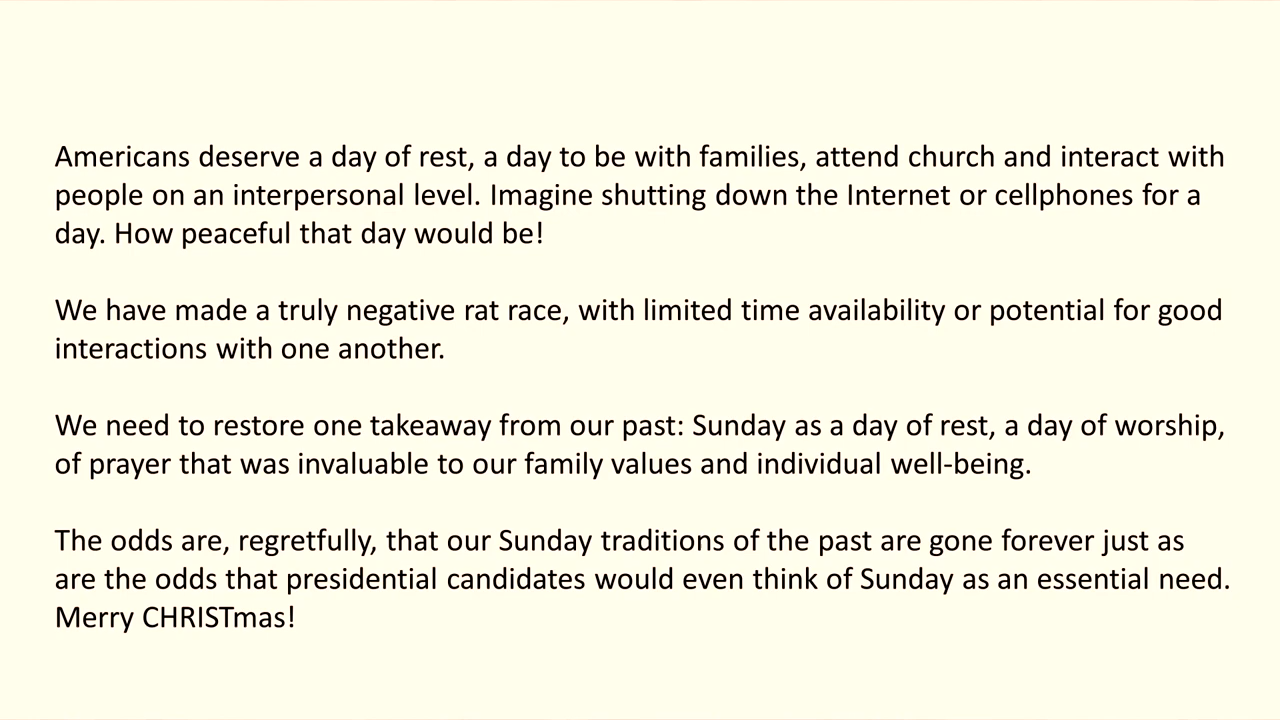 Americans deserve a day of rest, a day to be with families, attend church and interact with
people on an interpersonal level. Imagine shutting down the Internet or cellphones for a
day. How peaceful that day would be!
We have made a truly negative rat race, with limited time availability or potential for good
interactions with one another.
We need to restore one takeaway from our past: Sunday as a day of rest, a day of worship,
of prayer that was invaluable to our family values and individual well-being.
The odds are, regretfully, that our Sunday traditions of the past are gone forever just as
are the odds that presidential candidates would even think of Sunday as an essential need.
Merry CHRISTmas!